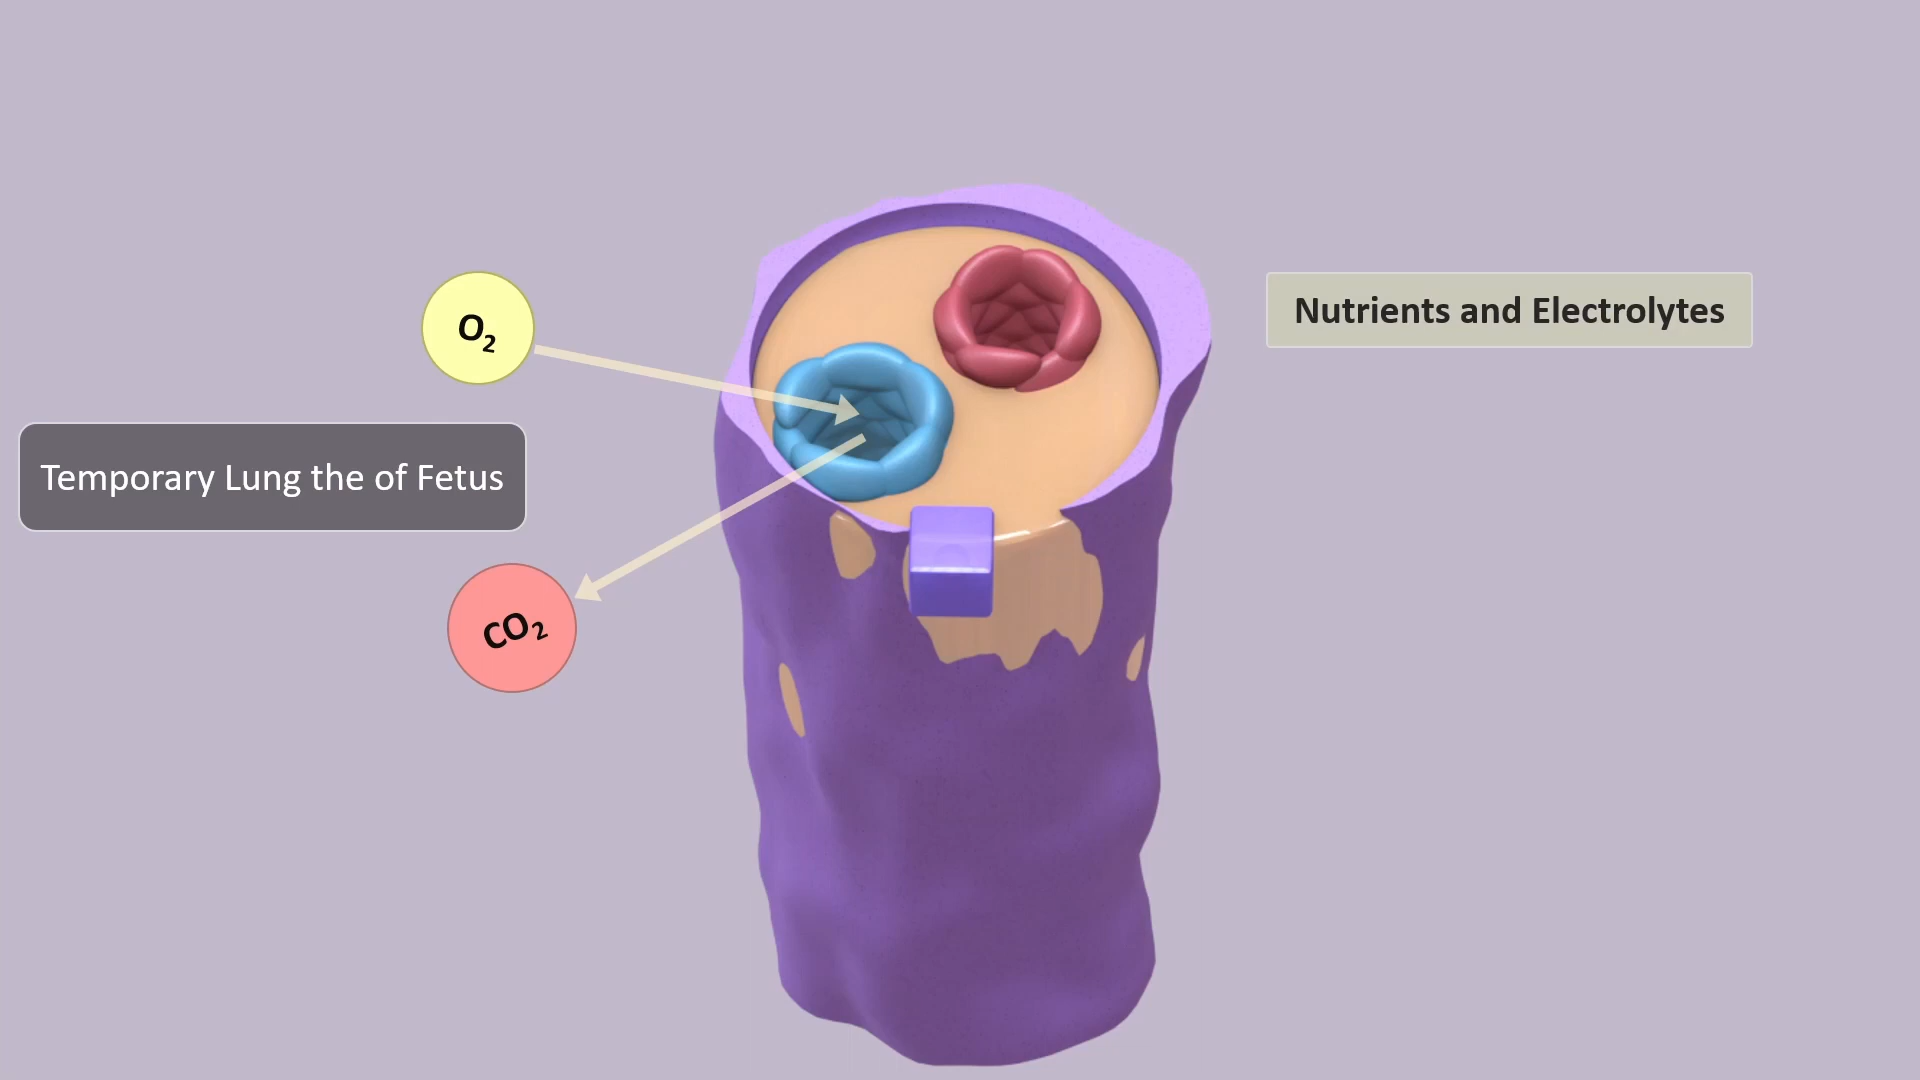 Nutrients and Electrolytes
O₂
Temporary Lung the of Fetus
CO₂